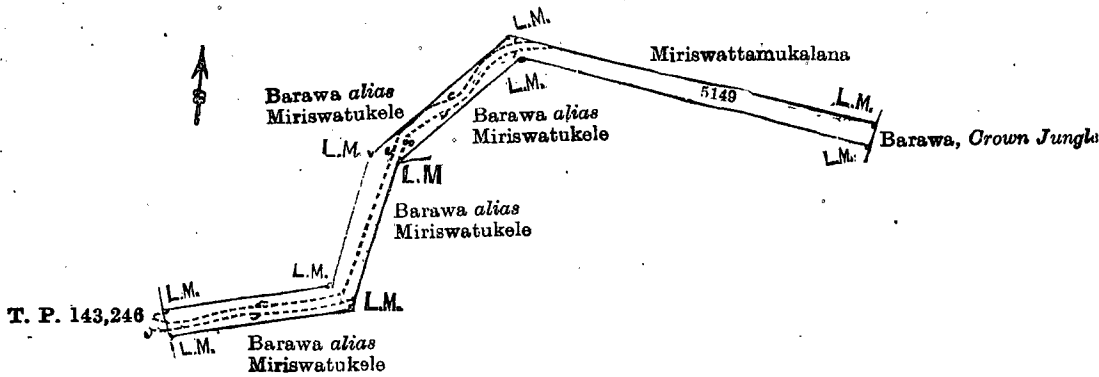 L.M.
Miriswattamukalana
Barawa alias
Miriswatukele
L.M.
5149
L.M.
Barawa alias
Miriswatukele
Barawa, Crown Jungle
L.M.
L.M.
L.M
Barawa alias
Miriswatukele
L.M.
L.M.
L.M.
T. P. 143,246
L.M.
Barawa alias
Miriswatukele